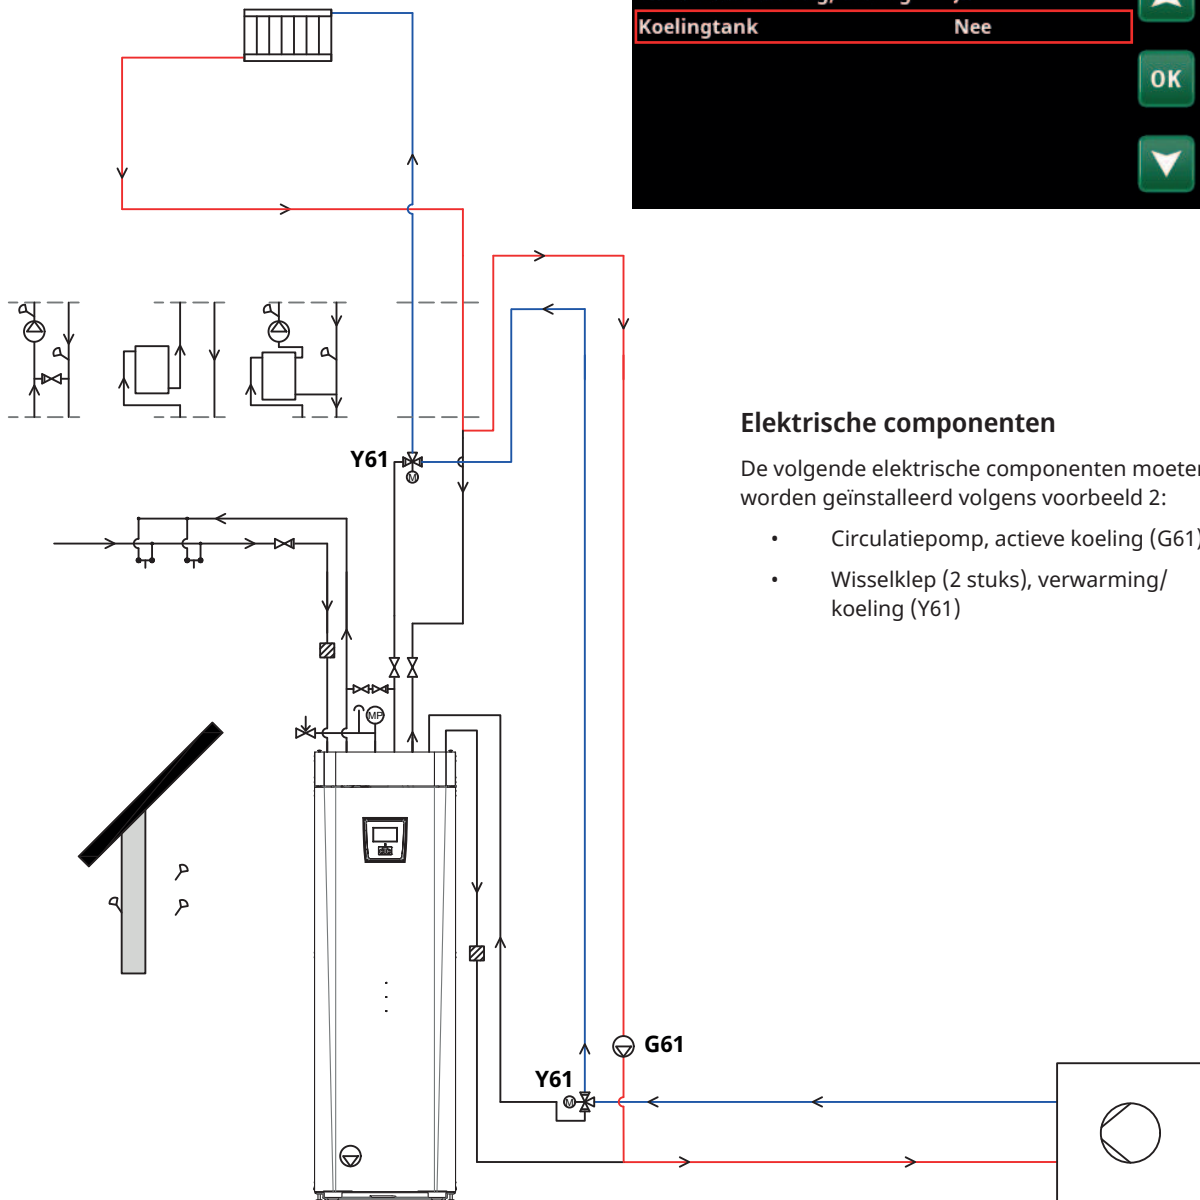 Koelingtank Nee
OK
Elektrische componenten
De volgende elektrische componenten moeten
worden geïnstalleerd volgens voorbeeld 2:
• Circulatiepomp, actieve koeling (G61)
• Wisselklep (2 stuks), verwarming/
koeling (Y61)
Y61
M
MP
G61
Y61
M